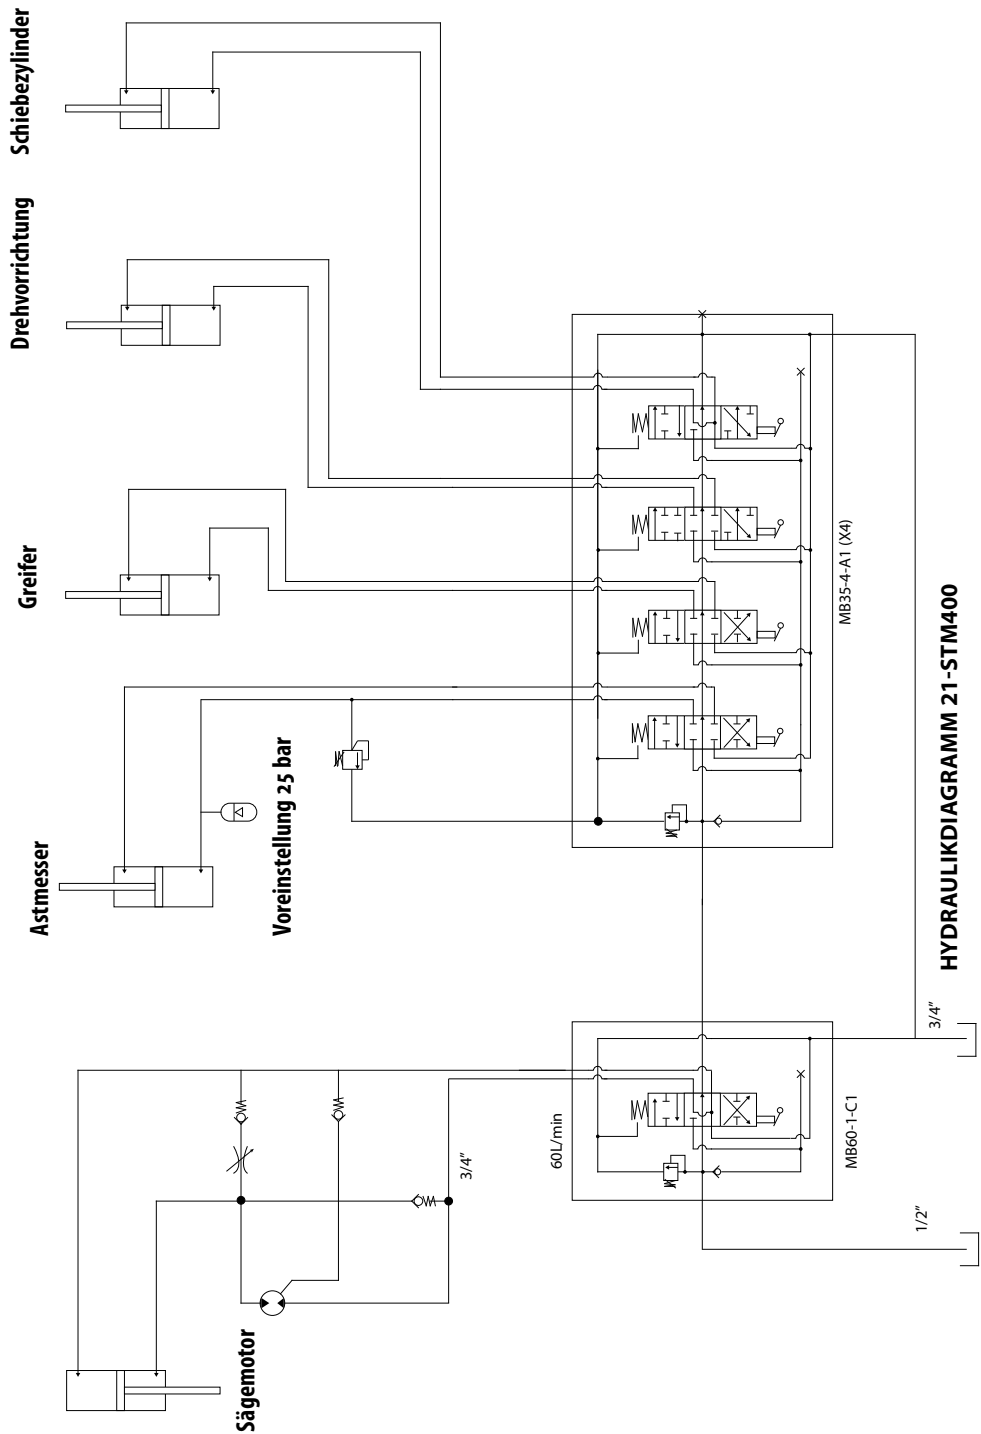 Sägemotor
Astmesser
Greifer
Drehvorrichtung
Schiebezylinder
Voreinstellung 25 bar
3/4"
60L/min
MB60-1-C1
MB35-4-A1 (X4)
1/2"
3/4"
HYDRAULIKDIAGRAMM 21-STM400